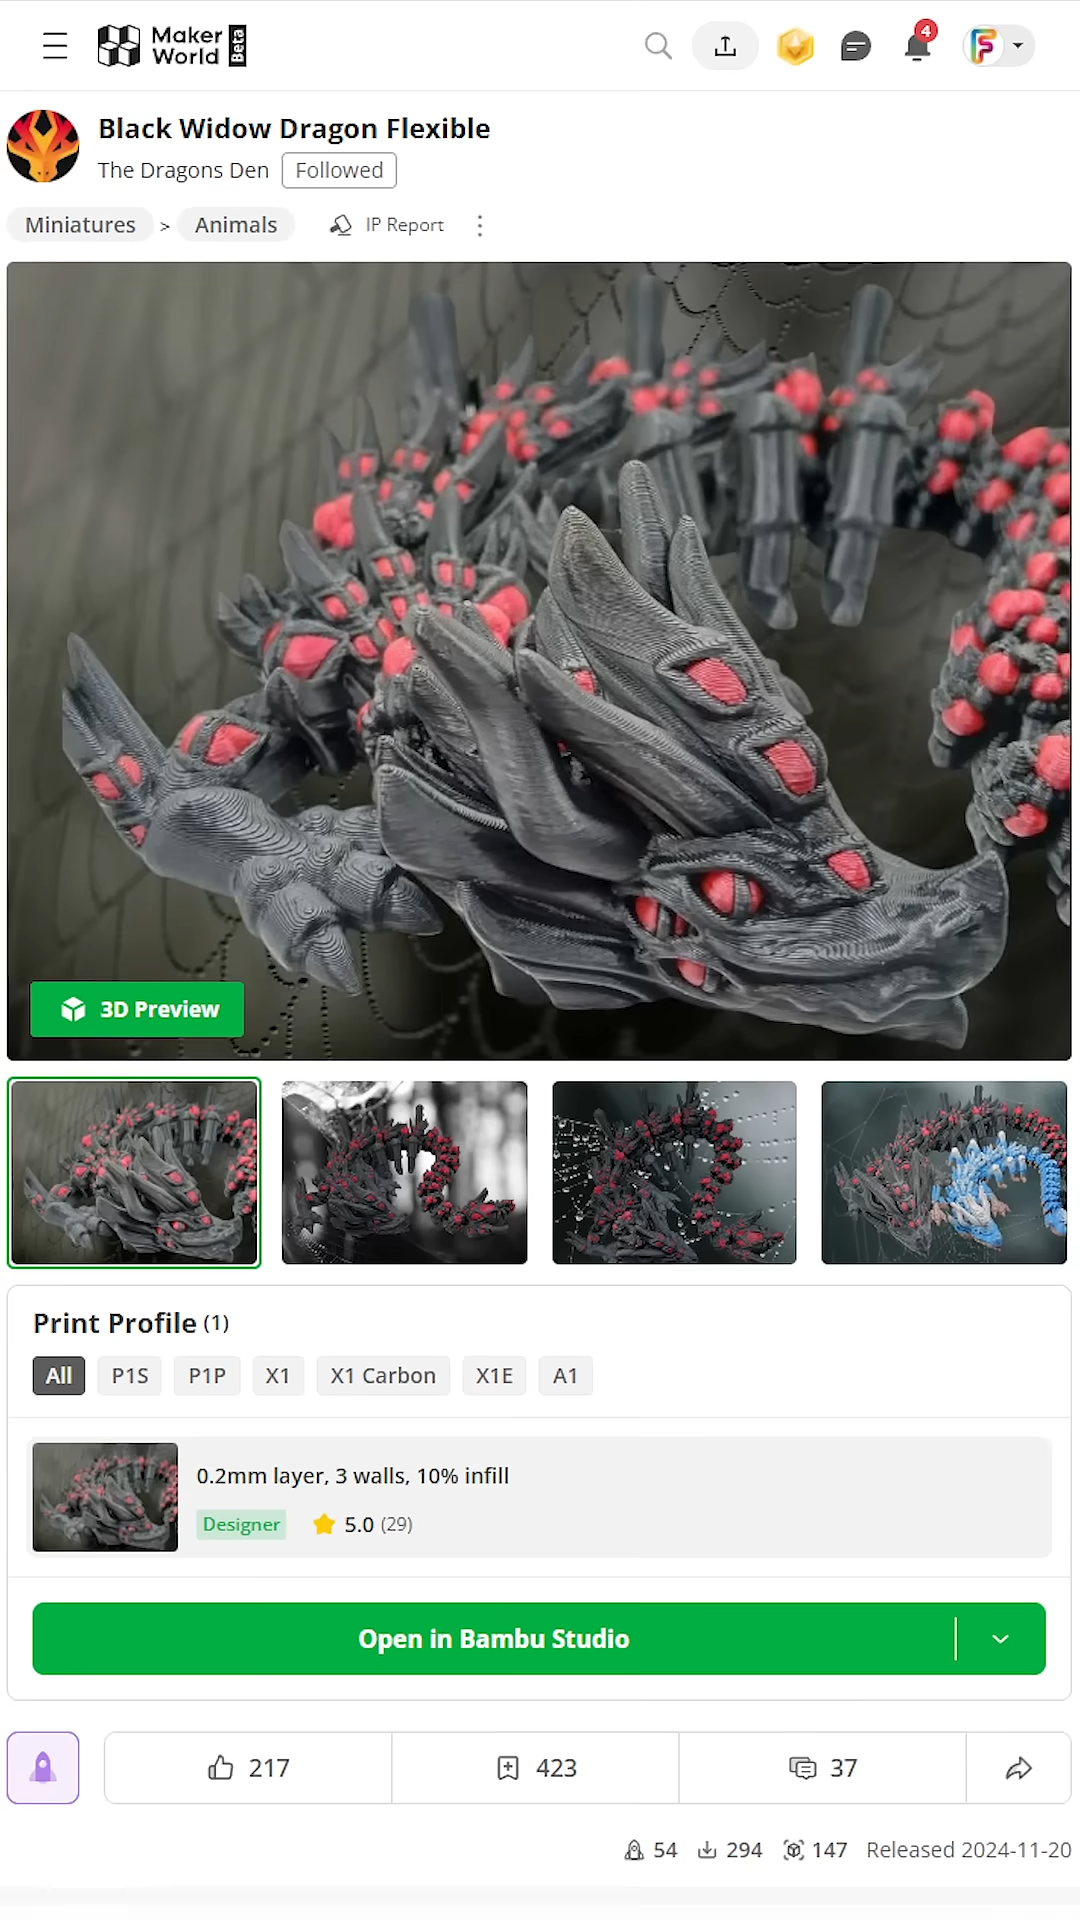 Maker
World
Beta
4
Black Widow Dragon Flexible
The Dragons Den Followed
Miniatures > Animals IP Report
3D Preview
Print Profile (1)
All P1S P1P X1 X1 Carbon X1E A1
0.2mm layer, 3 walls, 10% infill
Designer 5.0 (29)
Open in Bambu Studio
217 423 37
54 294 147 Released 2024-11-20